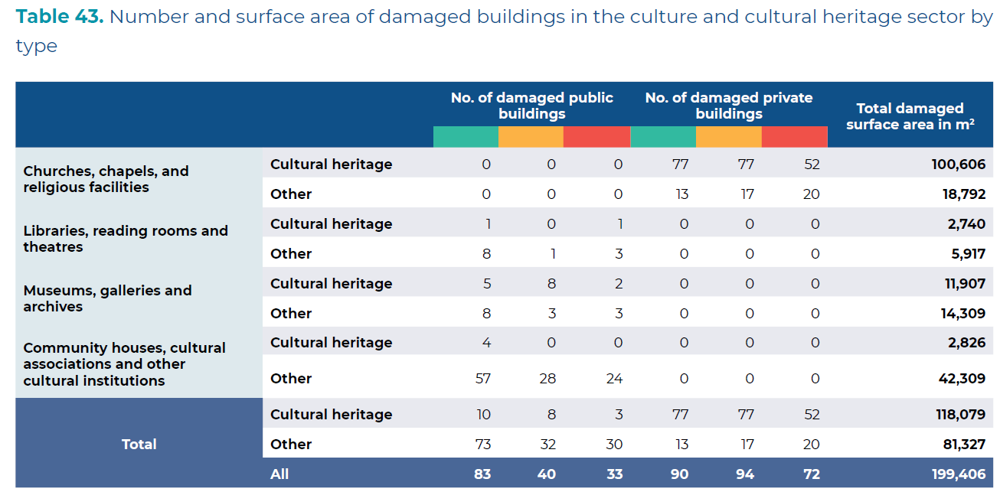 Table 43. Number and surface area of damaged buildings in the culture and cultural heritage sector by
type
No. of damaged public
buildings
No. of damaged private
buildings
Total damaged
surface area in m²
Churches, chapels, and
religious facilities
Cultural heritage 0 0 0 77 77 52 100,606
Other 0 0 0 13 17 20 18,792
Libraries, reading rooms and
theatres
Cultural heritage 1 0 1 0 0 0 2,740
Other 8 1 3 0 0 0 5,917
Museums, galleries and
archives
Cultural heritage 5 8 2 0 0 0 11,907
Other 8 3 3 0 0 0 14,309
Community houses, cultural
associations and other
cultural institutions
Cultural heritage 4 0 0 0 0 0 2,826
Other 57 28 24 0 0 0 42,309
Total
Cultural heritage 10 8 3 77 77 52 118,079
Other 73 32 30 13 17 20 81,327
All 83 40 33 90 94 72 199,406